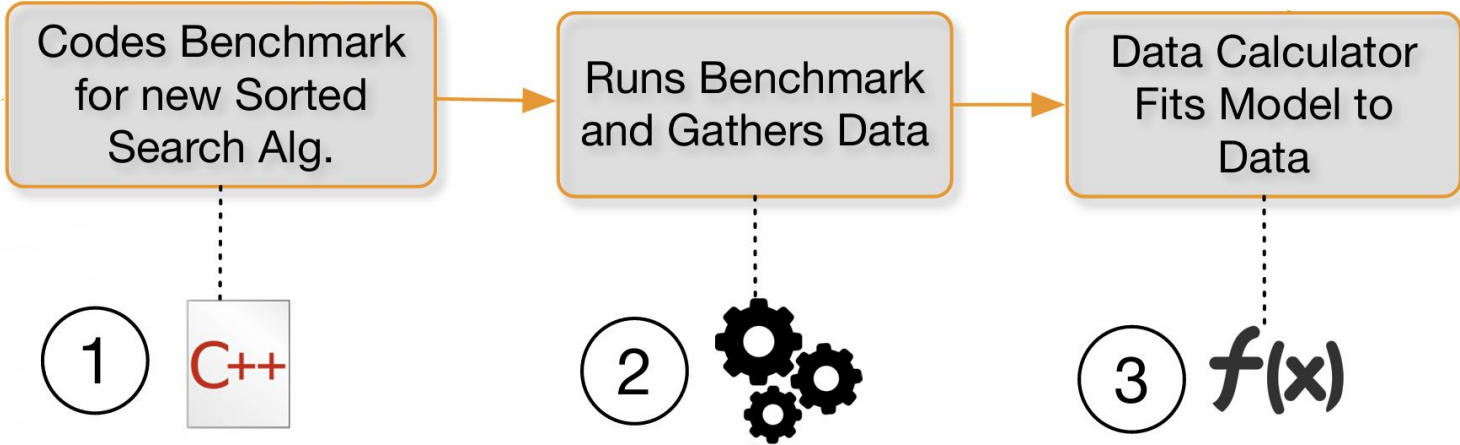 Codes Benchmark
for new Sorted
Search Alg.
Runs Benchmark
and Gathers Data
Data Calculator
Fits Model to
Data
1
C++
2
3
f(x)